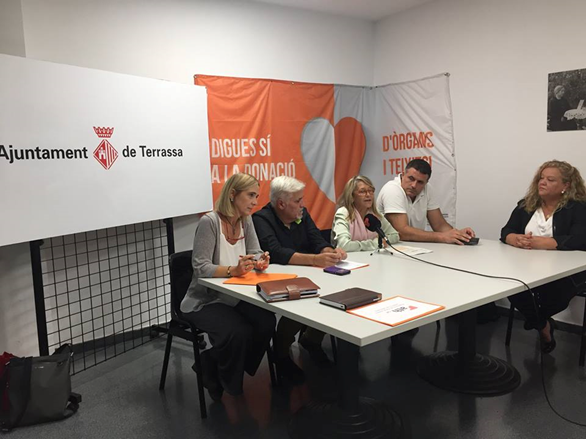 Ajuntament de Terrassa
DIGUES SÍ
A LA DONACIÓ
D'ÒRGANS
I TEIXITS!